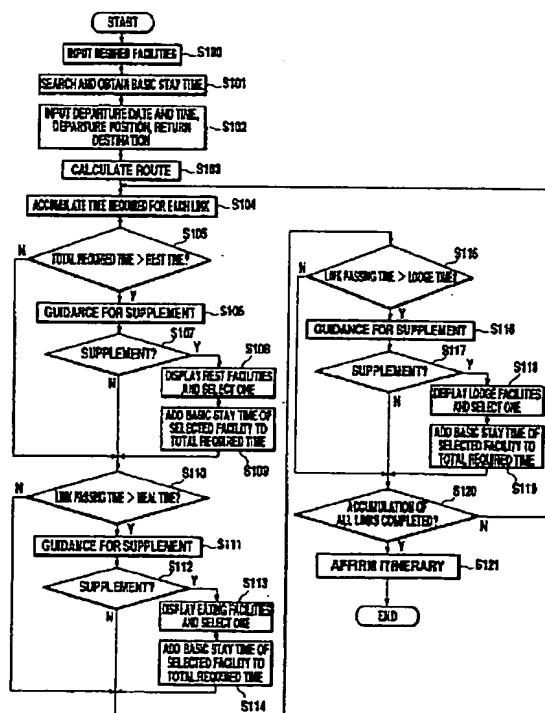 START
INPUT DESIRED FACILITIES
S100
SEARCH AND OBTAIN BASIC STAY TIME
S101
INPUT DEPARTURE DATE AND TIME,
DEPARTURE POSITION, RETURN
DESTINATION
S102
CALCULATE ROUTE
S103
ACCUMULATE TIME REQUIRED FOR EACH LINK
S104
S105
N
TOTAL REQUIRED TIME > REST TIME?
Y
GUIDANCE FOR SUPPLEMENT
S106
S107
SUPPLEMENT?
Y
N
S108
DISPLAY REST FACILITIES
AND SELECT ONE
ADD BASIC STAY TIME OF
SELECTED FACILITY TO
TOTAL REQUIRED TIME
S109
S110
N
LINK PASSING TIME > MEAL TIME?
Y
GUIDANCE FOR SUPPLEMENT
S111
S112
SUPPLEMENT?
Y
N
S113
DISPLAY EATING FACILITIES
AND SELECT ONE
ADD BASIC STAY TIME OF
SELECTED FACILITY TO
TOTAL REQUIRED TIME
S114
S115
N
LINK PASSING TIME > LODGE TIME?
Y
GUIDANCE FOR SUPPLEMENT
S116
S117
SUPPLEMENT?
Y
N
S118
DISPLAY LODGE FACILITIES
AND SELECT ONE
ADD BASIC STAY TIME OF
SELECTED FACILITY TO
TOTAL REQUIRED TIME
S119
S120
ACCUMULATION OF
ALL LINKS COMPLETED?
N
Y
AFFIRM ITINERARY
S121
END